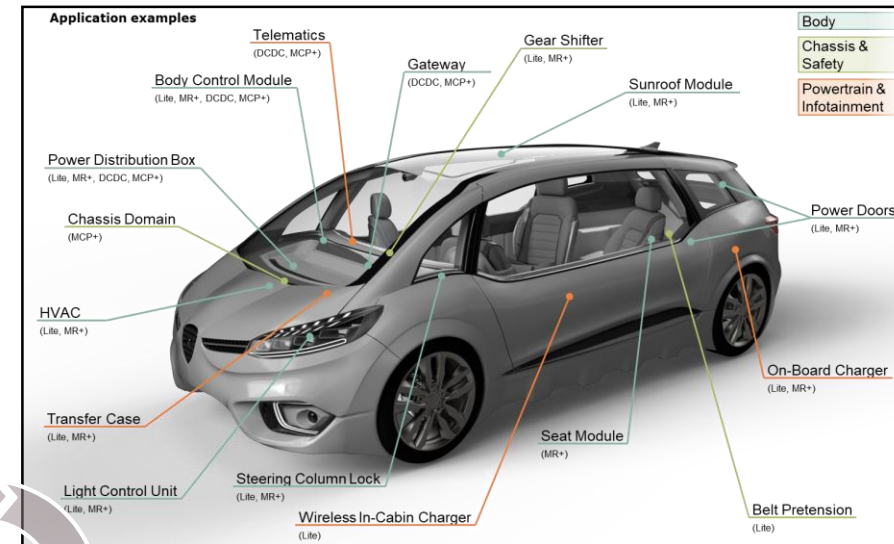 Application examples
Body
Chassis &
Safety
Powertrain &
Infotainment
Telematics
(DCDC, MCP+)
Gear Shifter
(Lite, MR+)
Gateway
(DCDC, MCP+)
Body Control Module
(Lite, MR+, DCDC, MCP+)
Sunroof Module
(Lite, MR+)
Power Distribution Box
(Lite, MR+, DCDC, MCP+)
Chassis Domain
(MCP+)
Power Doors
(Lite, MR+)
HVAC
(Lite, MR+)
On-Board Charger
(Lite, MR+)
Transfer Case
(Lite, MR+)
Seat Module
(MR+)
Light Control Unit
(Lite, MR+)
Steering Column Lock
(Lite, MR+)
Wireless In-Cabin Charger
(Lite)
Belt Pretension
(Lite)